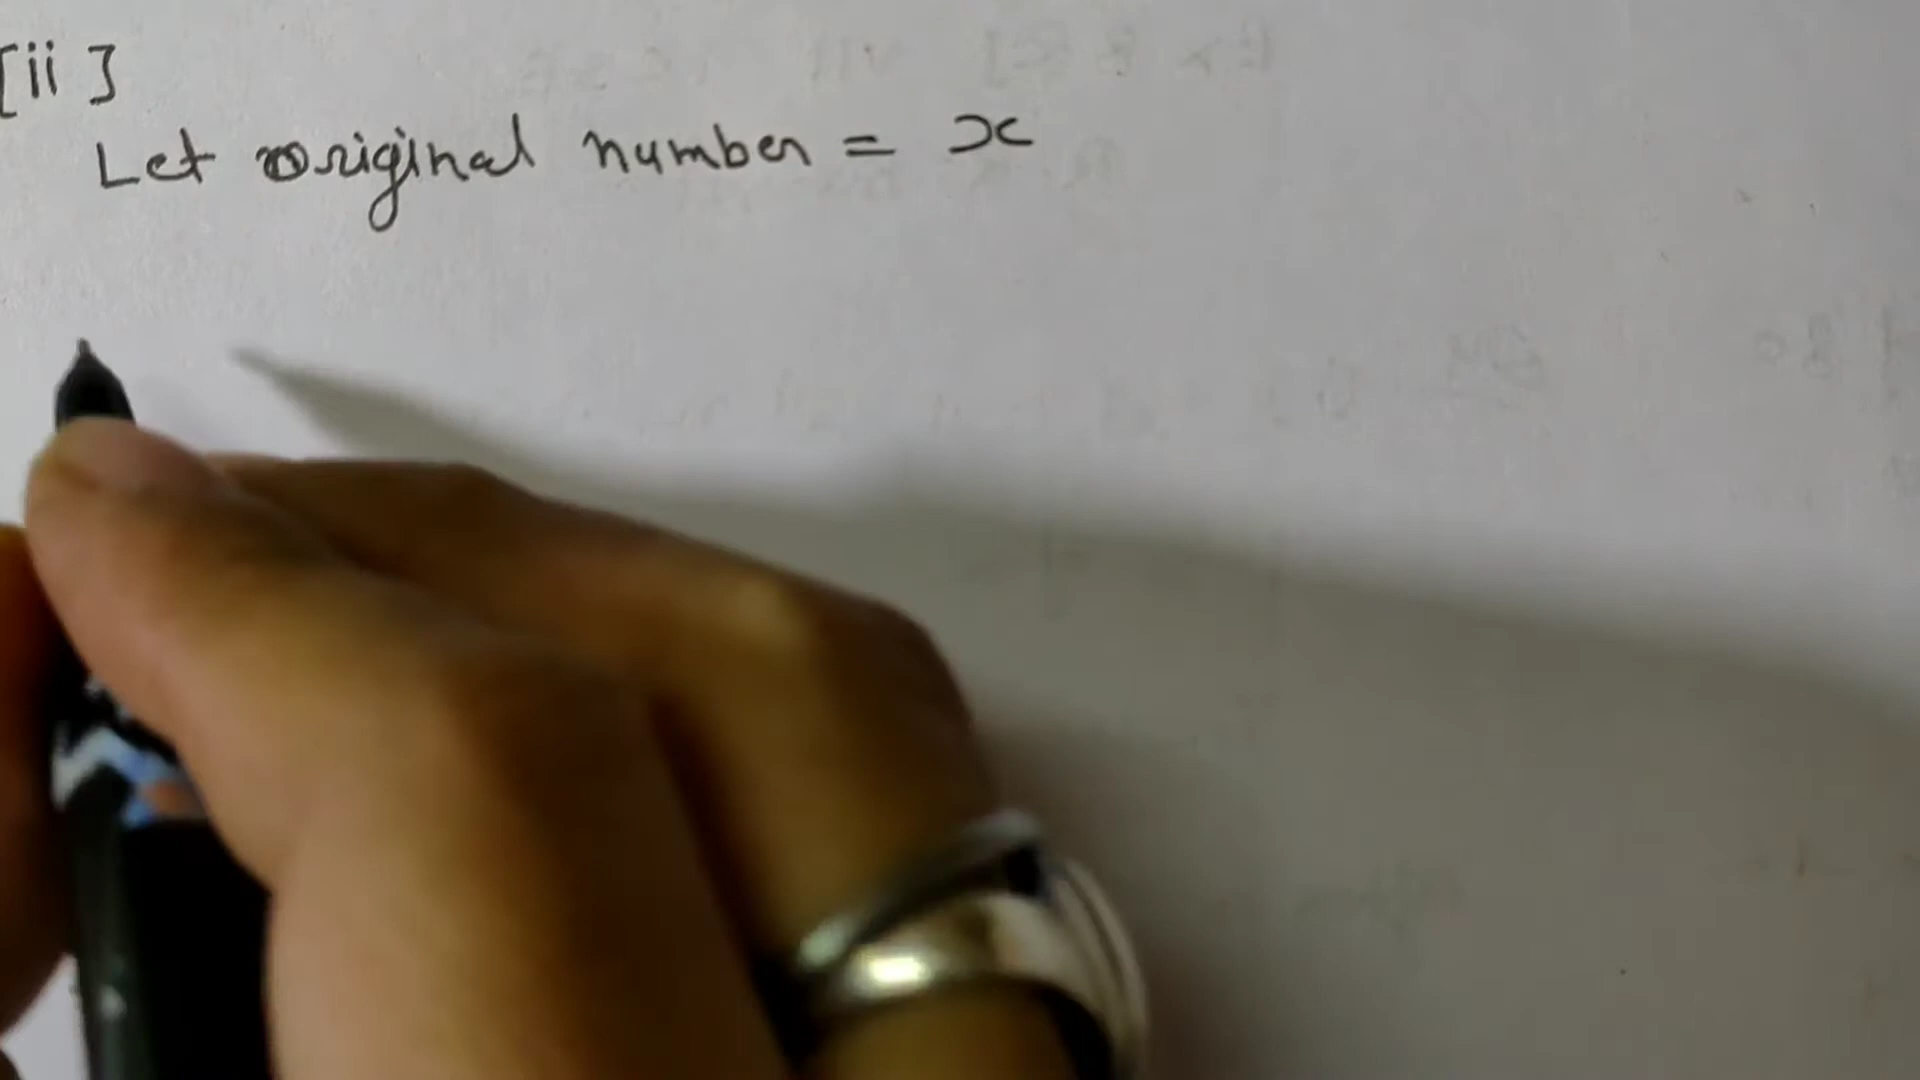 [ii]
Let original number = x